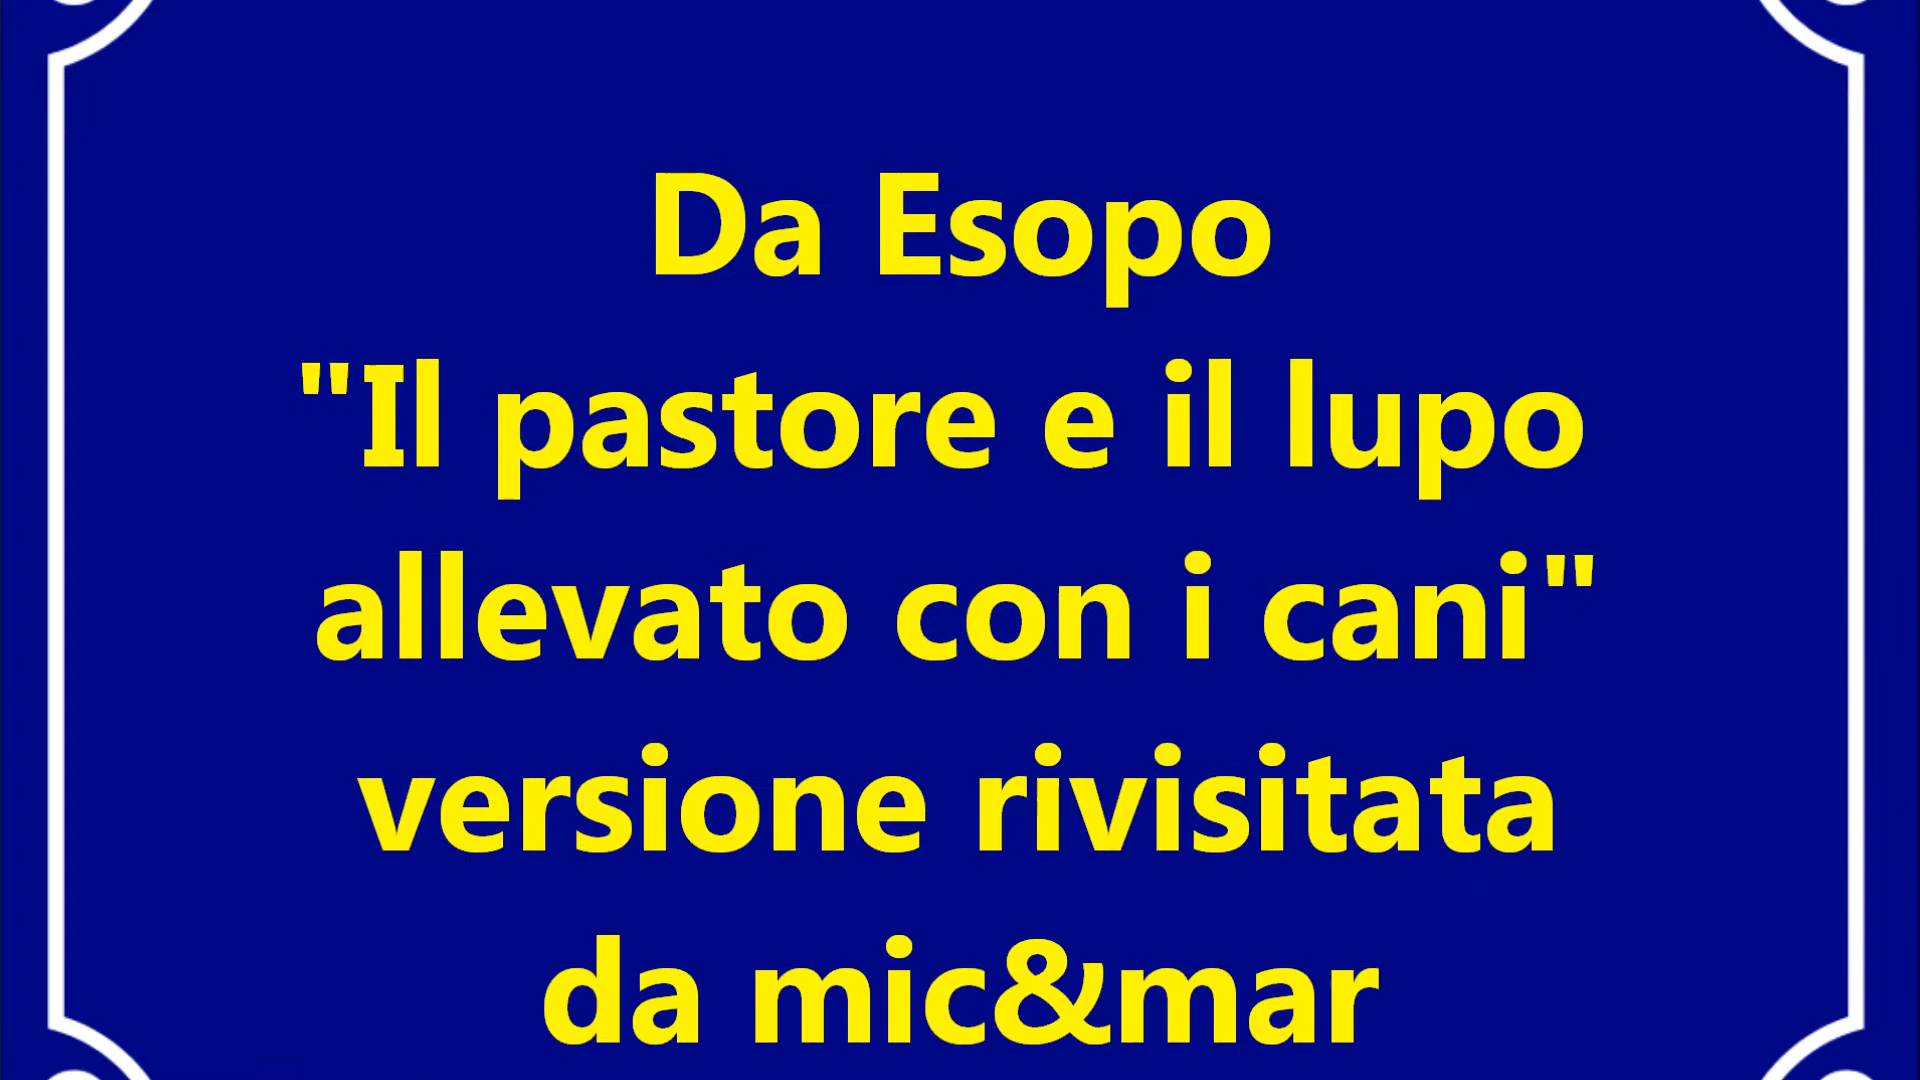 Da Esopo
"Il pastore e il lupo
allevato con i cani"
versione rivisitata
da mic&mar